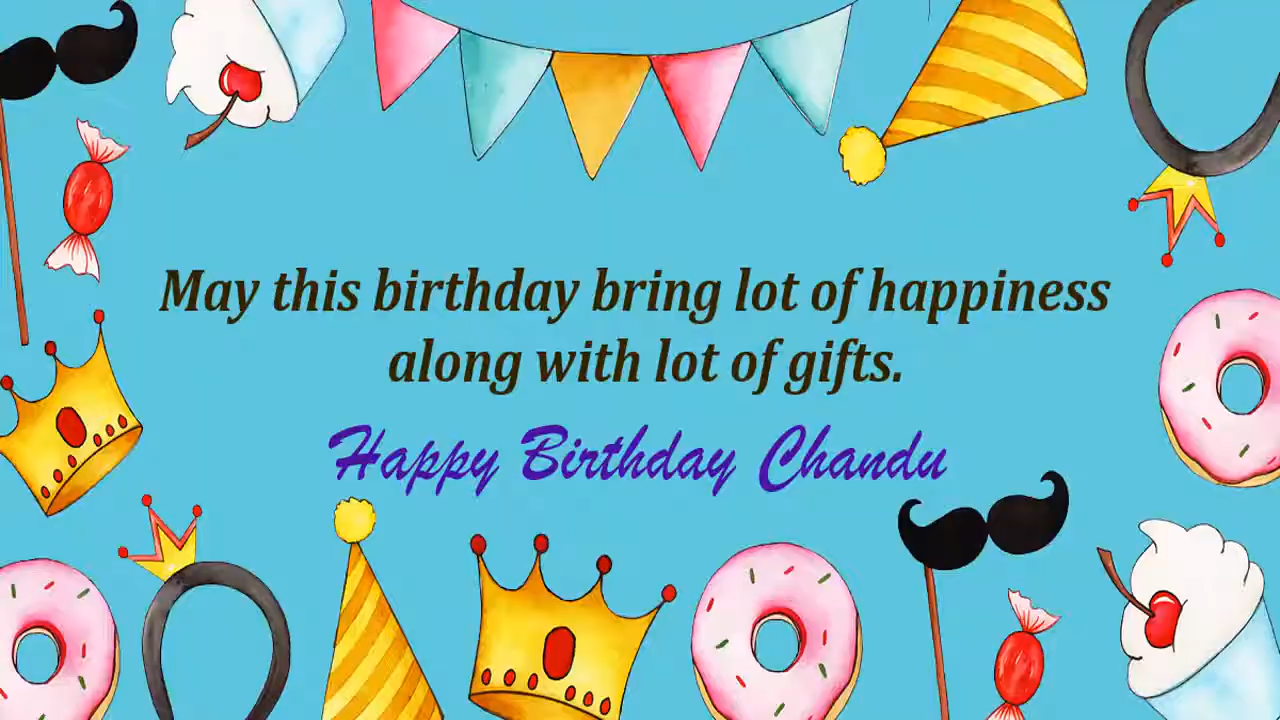 May this birthday bring lot of happiness
along with lot of gifts.
Happy Birthday Chandu